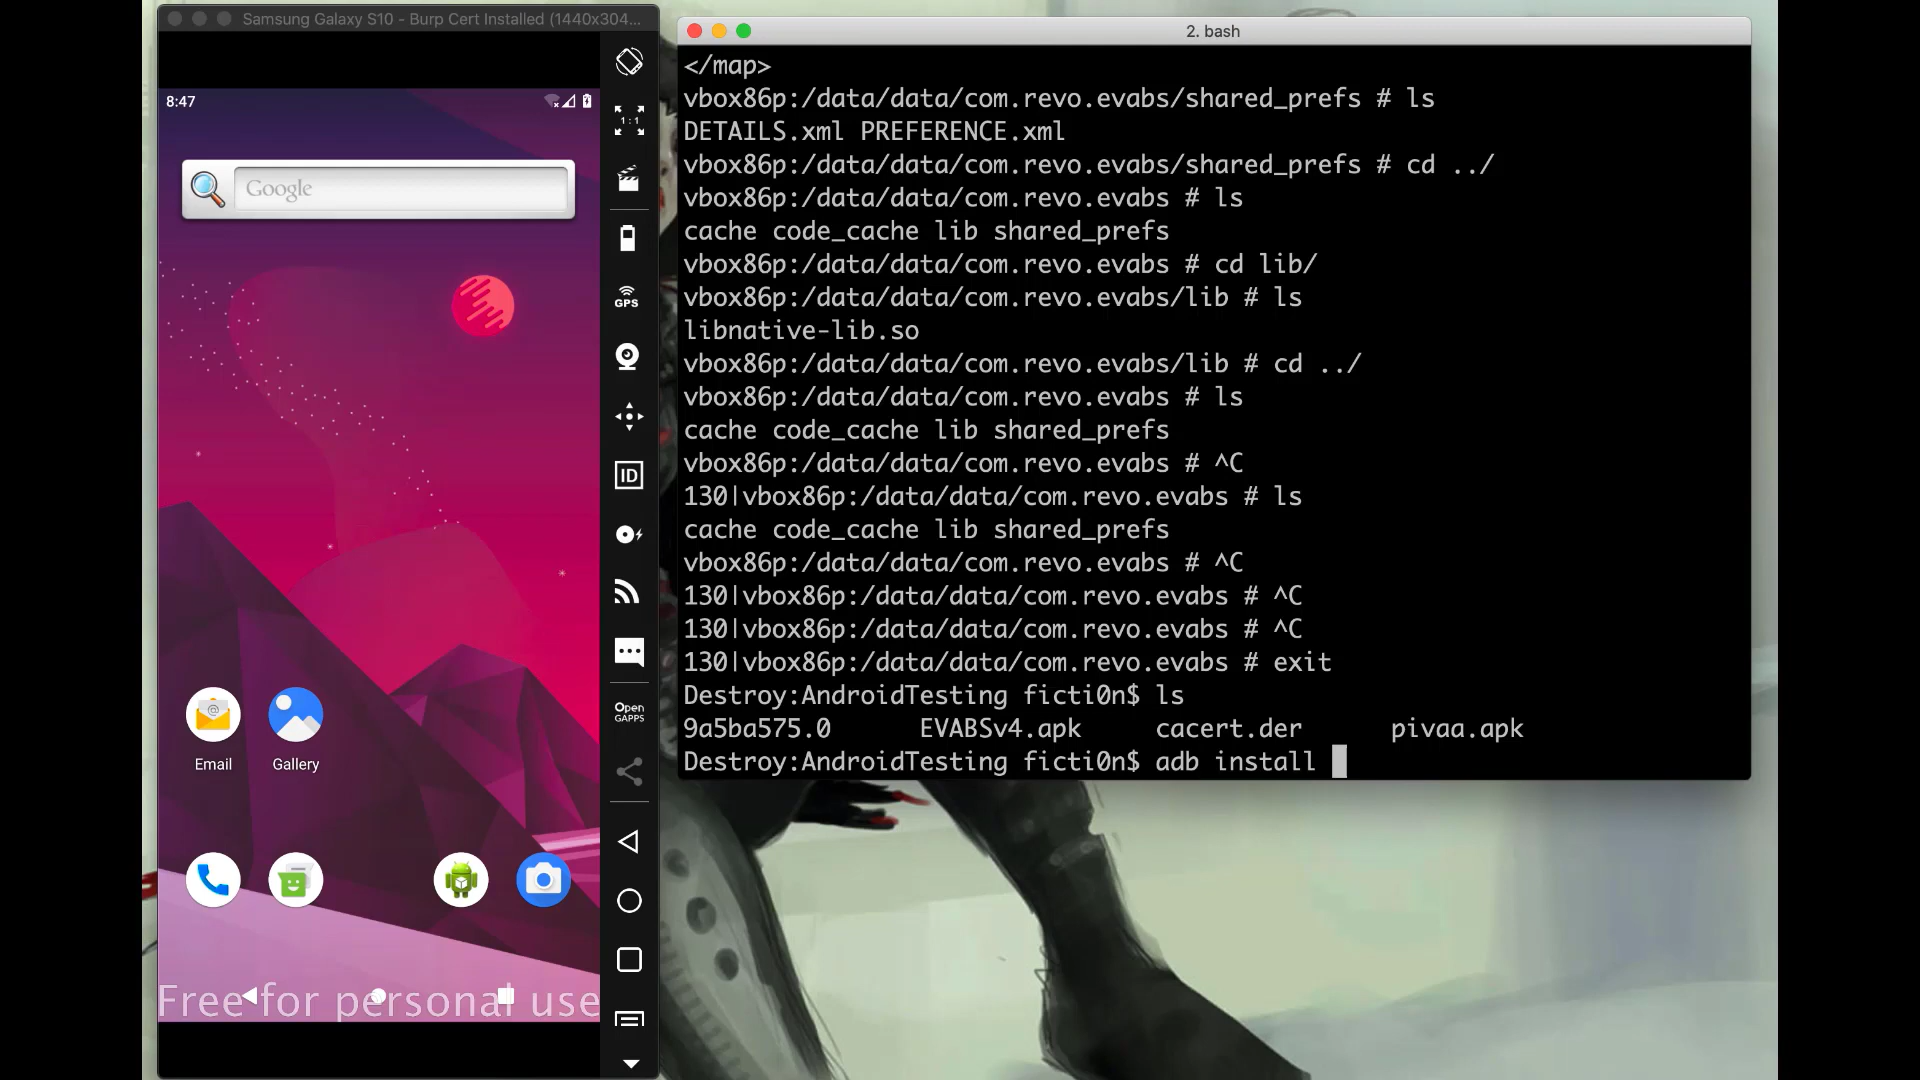 Samsung Galaxy S10 - Burp Cert Installed (1440x304...
8:47
Google
1:1
GPS
ID
Open
GAPPS
Email
Gallery
Free for personal use
2. bash
</map>
vbox86p:/data/data/com.revo.evabs/shared_prefs # ls
DETAILS.xml PREFERENCE.xml
vbox86p:/data/data/com.revo.evabs/shared_prefs # cd ../
vbox86p:/data/data/com.revo.evabs # ls
cache code_cache lib shared_prefs
vbox86p:/data/data/com.revo.evabs # cd lib/
vbox86p:/data/data/com.revo.evabs/lib # ls
libnative-lib.so
vbox86p:/data/data/com.revo.evabs/lib # cd ../
vbox86p:/data/data/com.revo.evabs # ls
cache code_cache lib shared_prefs
vbox86p:/data/data/com.revo.evabs # ^C
130|vbox86p:/data/data/com.revo.evabs # ls
cache code_cache lib shared_prefs
vbox86p:/data/data/com.revo.evabs # ^C
130|vbox86p:/data/data/com.revo.evabs # ^C
130|vbox86p:/data/data/com.revo.evabs # ^C
130|vbox86p:/data/data/com.revo.evabs # exit
Destroy:AndroidTesting ficti0n$ ls
9a5ba575.0 EVABSv4.apk cacert.der pivaa.apk
Destroy:AndroidTesting ficti0n$ adb install